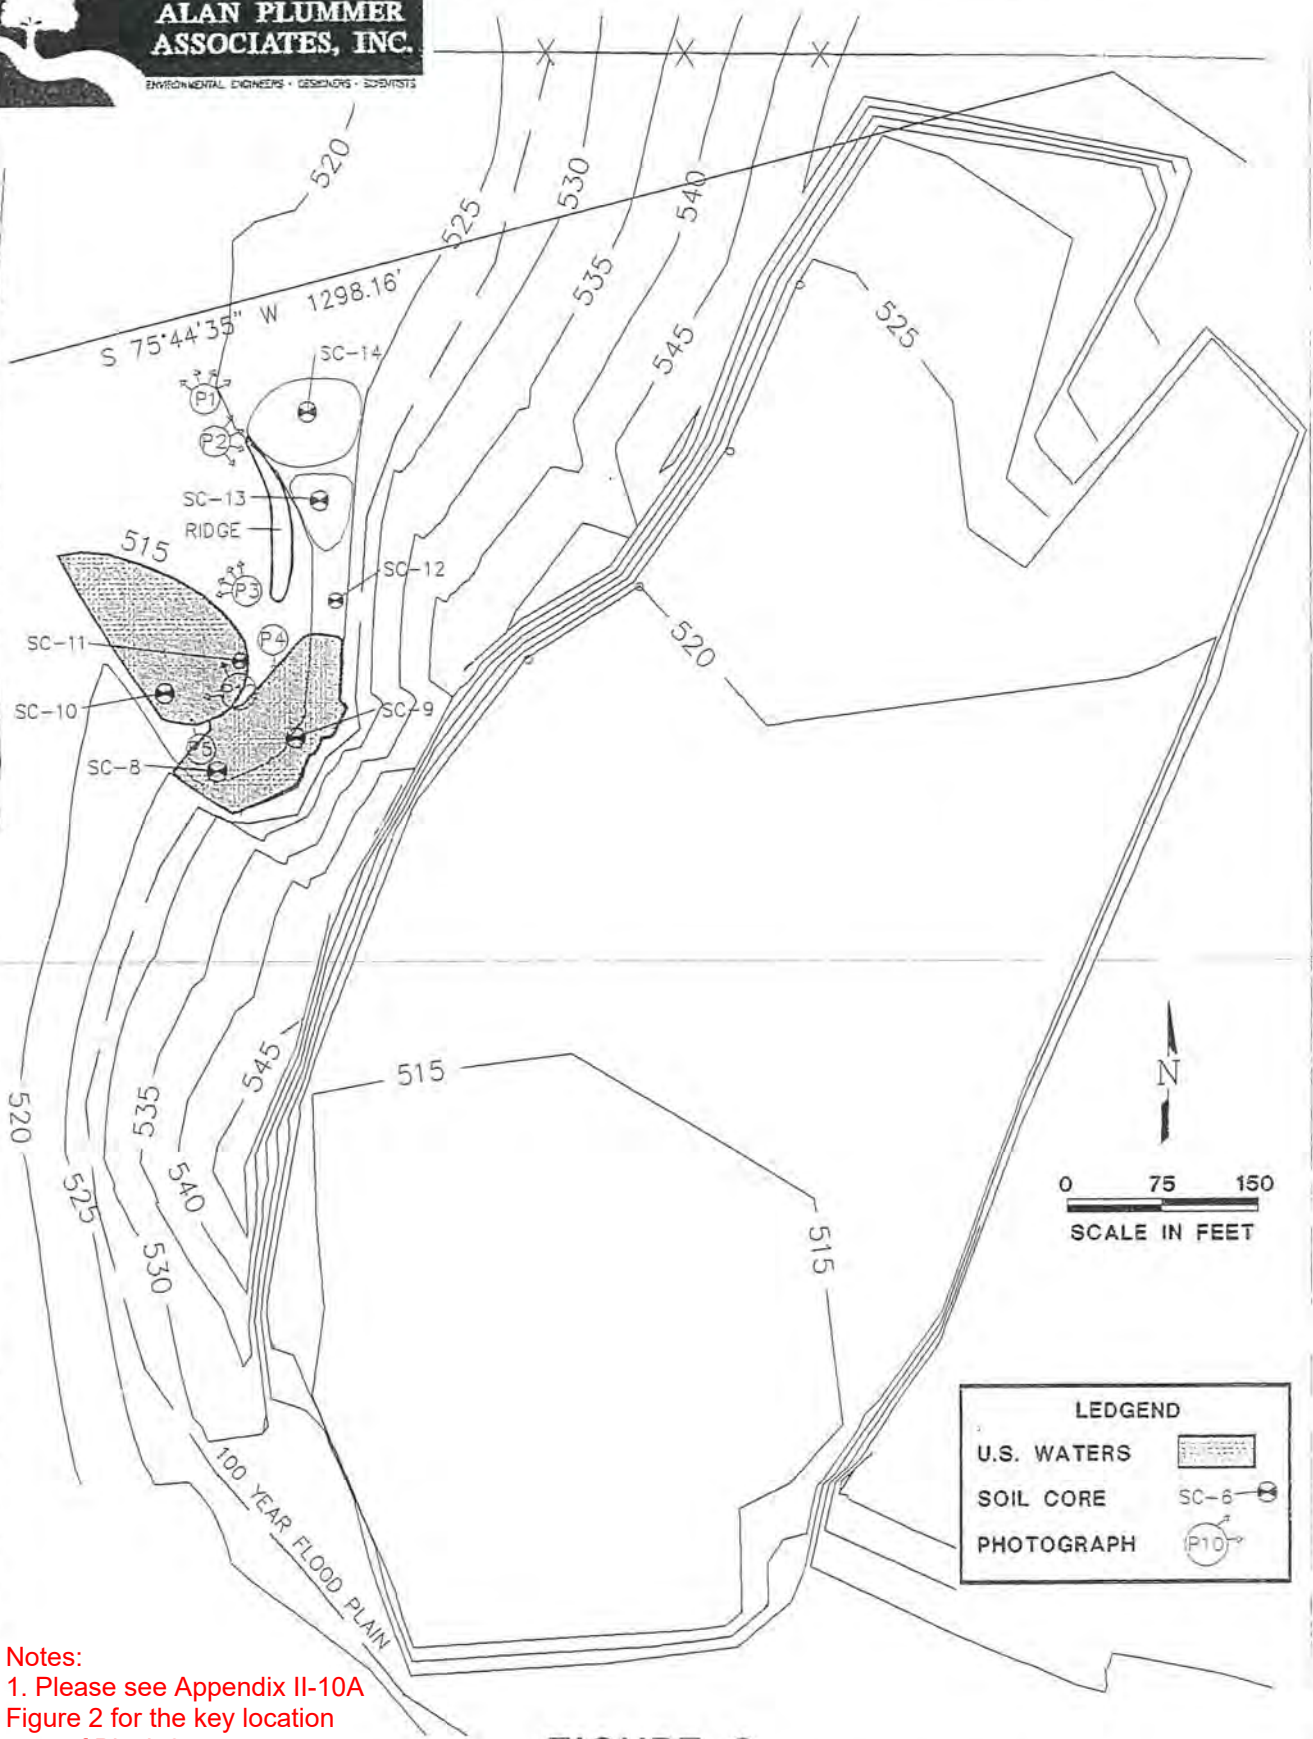 ALAN PLUMMER
ASSOCIATES, INC.
ENVIRONMENTAL ENGINEERS • DESIGNERS • SCIENTISTS
520
525
530
535
540
545
S 75°44'35" W 1298.16'
525
SC-14
P1
P2
SC-13
RIDGE
515
P3
SC-12
SC-11
P4
520
SC-10
SC-9
P5
SC-8
545
515
535
520
540
525
530
515
N
0 75 150
SCALE IN FEET
100 YEAR FLOOD PLAIN
LEDGEND
U.S. WATERS
SOIL CORE SC-6
PHOTOGRAPH P10
Notes:
1. Please see Appendix II-10A
Figure 2 for the key location